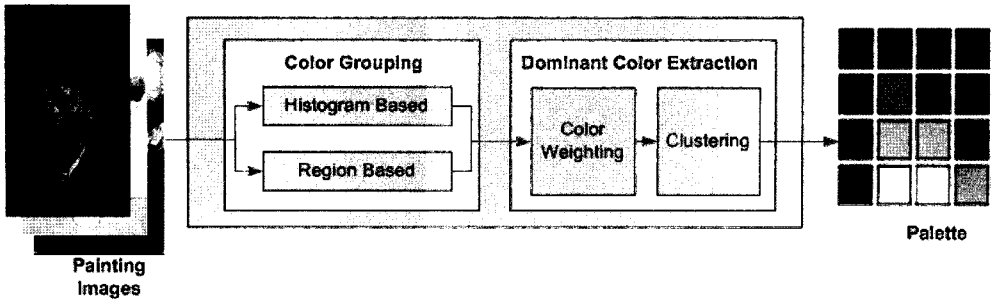 Color Grouping
Histogram Based
Region Based
Dominant Color Extraction
Color
Weighting
Clustering
Painting
Images
Palette